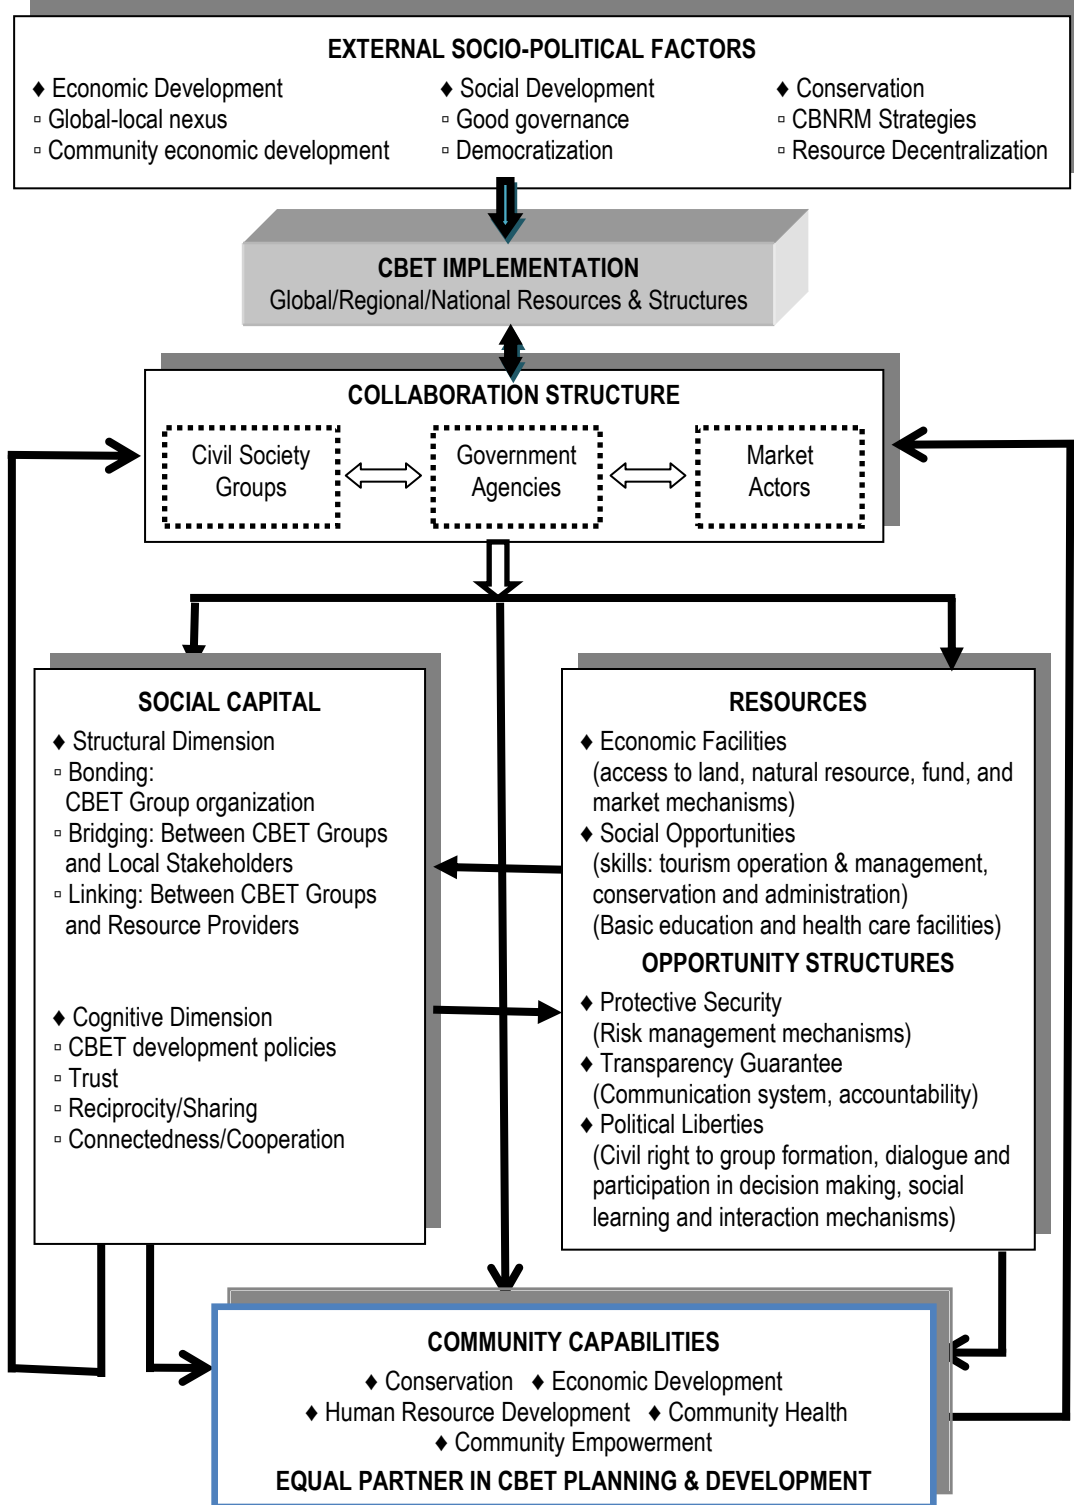 EXTERNAL SOCIO-POLITICAL FACTORS
♦ Economic Development
▫ Global-local nexus
▫ Community economic development
♦ Social Development
▫ Good governance
▫ Democratization
♦ Conservation
▫ CBNRM Strategies
▫ Resource Decentralization
CBET IMPLEMENTATION
Global/Regional/National Resources & Structures
COLLABORATION STRUCTURE
Civil Society
Groups
Government
Agencies
Market
Actors
SOCIAL CAPITAL
♦ Structural Dimension
▫ Bonding:
CBET Group organization
▫ Bridging: Between CBET Groups
and Local Stakeholders
▫ Linking: Between CBET Groups
and Resource Providers
♦ Cognitive Dimension
▫ CBET development policies
▫ Trust
▫ Reciprocity/Sharing
▫ Connectedness/Cooperation
RESOURCES
♦ Economic Facilities
(access to land, natural resource, fund, and
market mechanisms)
♦ Social Opportunities
(skills: tourism operation & management,
conservation and administration)
(Basic education and health care facilities)
OPPORTUNITY STRUCTURES
♦ Protective Security
(Risk management mechanisms)
♦ Transparency Guarantee
(Communication system, accountability)
♦ Political Liberties
(Civil right to group formation, dialogue and
participation in decision making, social
learning and interaction mechanisms)
COMMUNITY CAPABILITIES
♦ Conservation ♦ Economic Development
♦ Human Resource Development ♦ Community Health
♦ Community Empowerment
EQUAL PARTNER IN CBET PLANNING & DEVELOPMENT